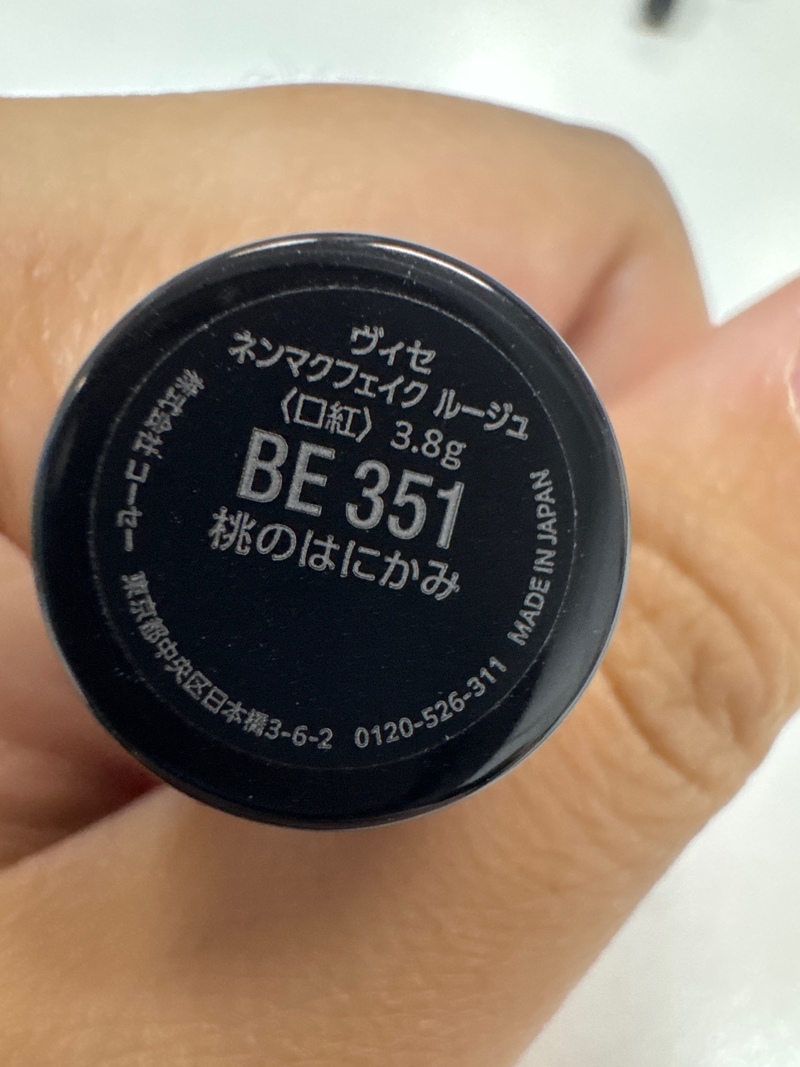 ヴィセ
ネンマクフェイク ルージュ
〈口紅〉 3.8g
BE 351
桃のはにかみ
株式会社 コーセー 東京都中央区日本橋3-6-2 0120-526-311 MADE IN JAPAN